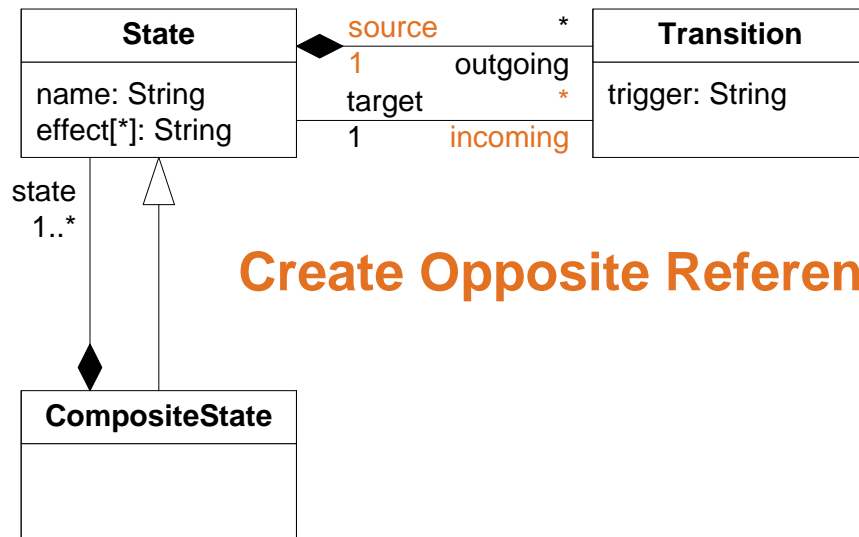 State
name: String
effect[*]: String
source *
1 outgoing
target *
1 incoming
Transition
trigger: String
state
1..*
Create Opposite
CompositeState